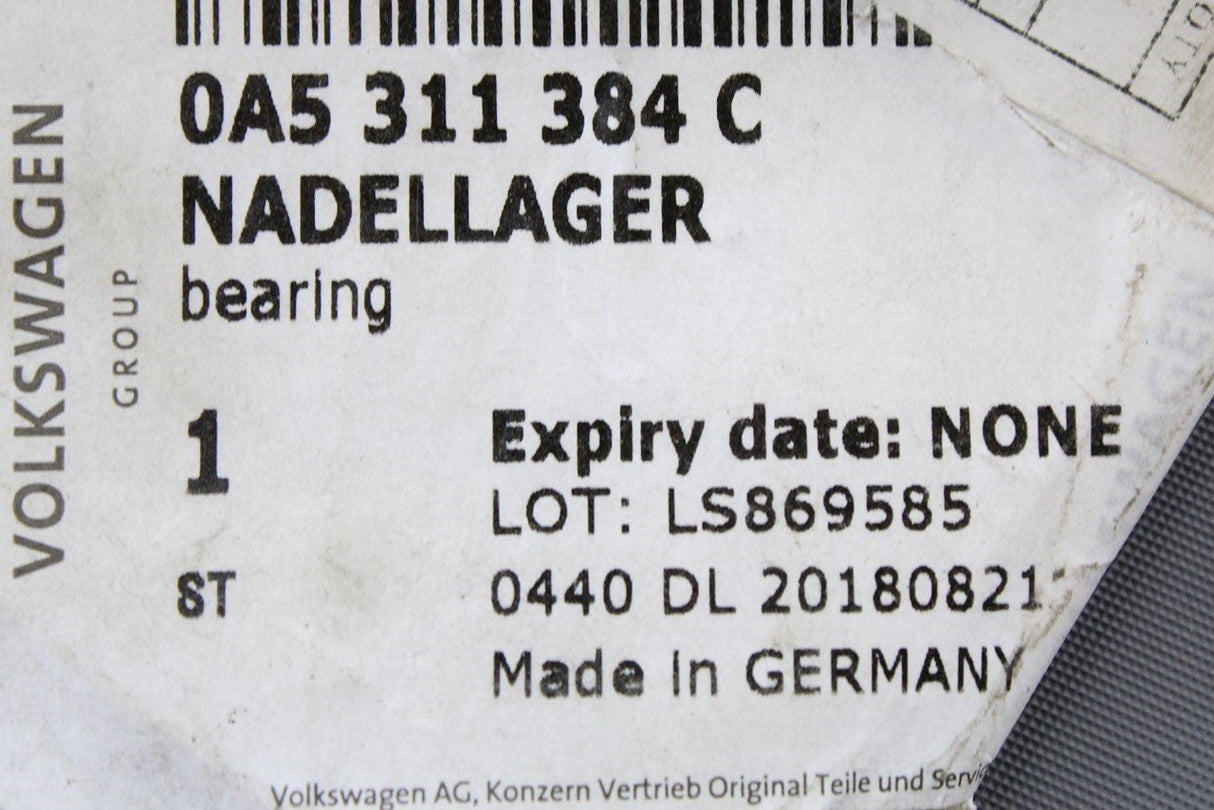 VOLKSWAGEN
GROUP
0A5 311 384 C
NADELLAGER
bearing
1
ST
Expiry date: NONE
LOT: LS869585
0440 DL 20180821
Made in GERMANY
Volkswagen AG, Konzern Vertrieb Original Teile und